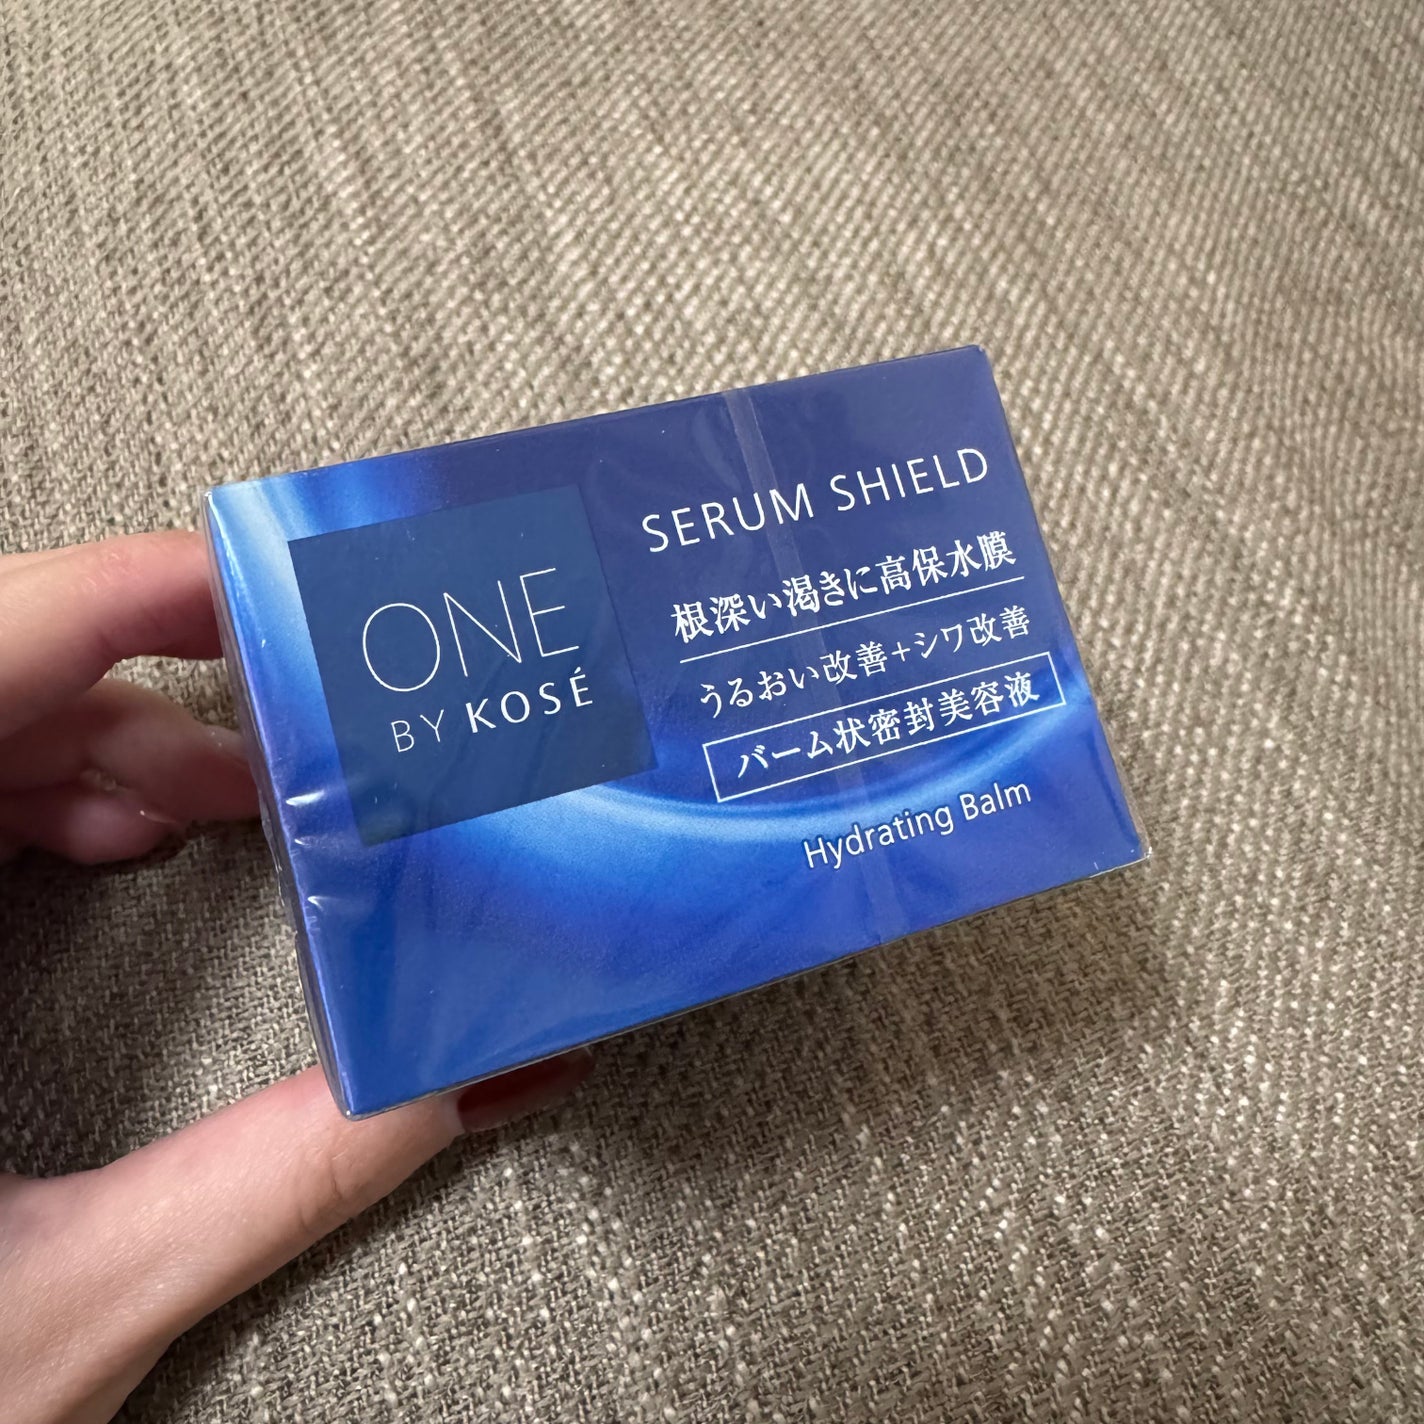 ONE
BY KOSÉ
SERUM SHIELD
根深い渇きに高保水膜
うるおい改善+シワ改善
バーム状密封美容液
Hydrating Balm